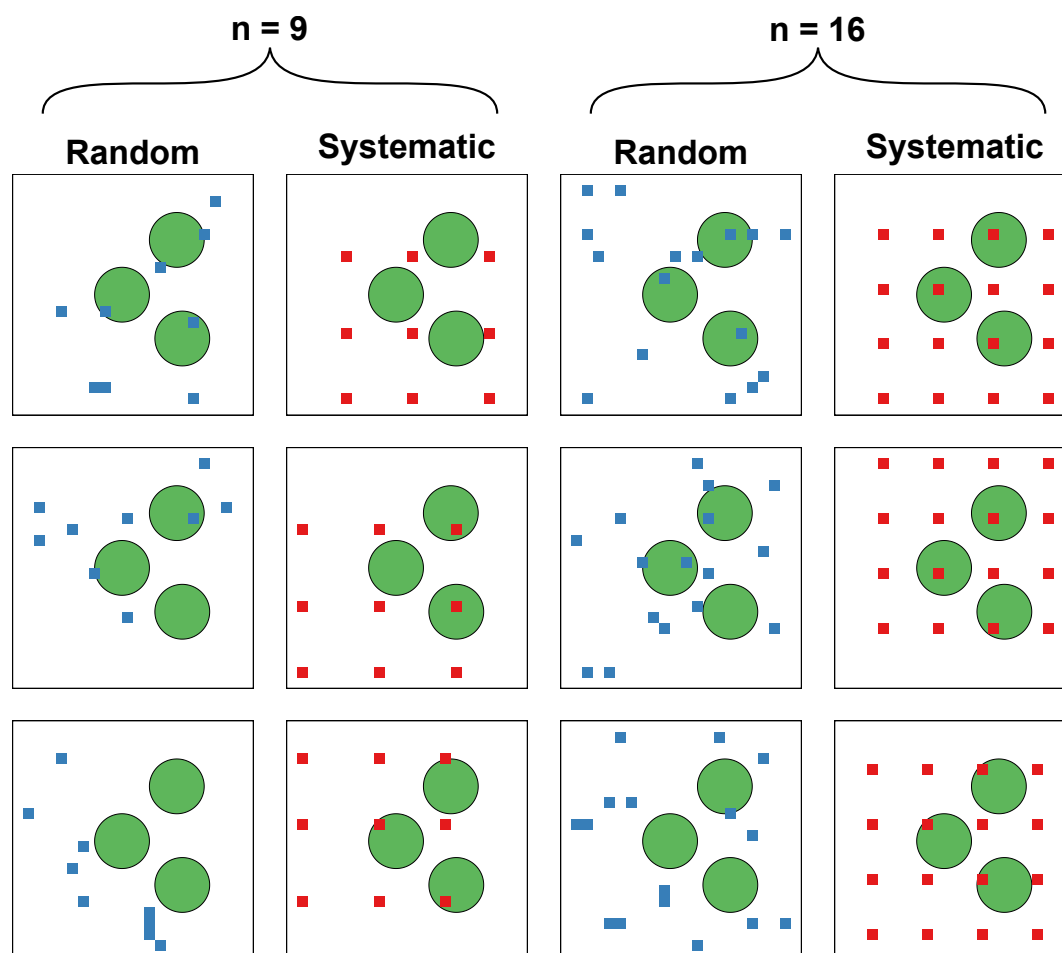 n = 9
n = 16
Random
Systematic
Random
Systematic